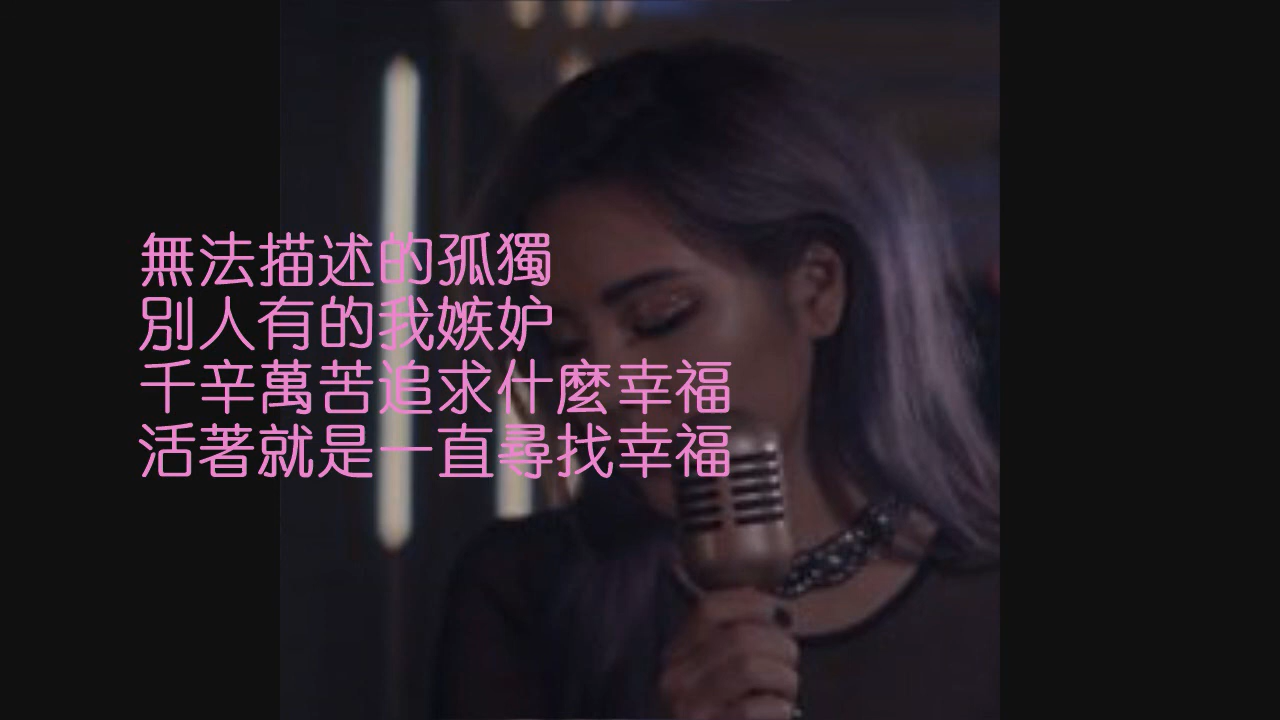 無法描述的孤獨
別人有的我嫉妒
千辛萬苦追求什麼幸福
活著就是一直尋找幸福